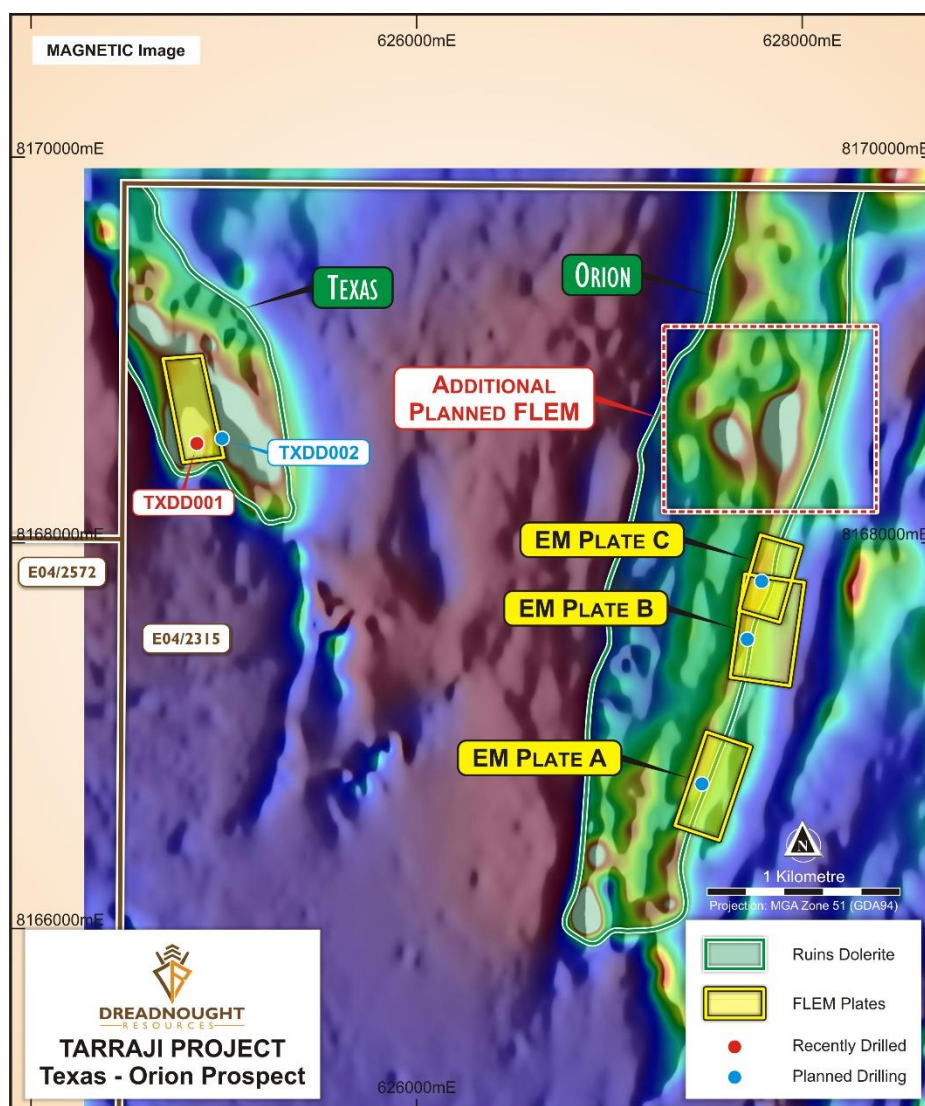 626000mE
628000mE
MAGNETIC Image
8170000mE
8170000mE
TEXAS
ORION
ADDITIONAL
PLANNED FLEM
TXDD002
TXDD001
8168000mE
8168000mE
EM PLATE C
E04/2572
EM PLATE B
E04/2315
EM PLATE A
N
1 Kilometre
Projection: MGA Zone 51 (GDA94)
8166000mE
DREADNOUGHT
RESOURCES
TARRAJI PROJECT
Texas - Orion Prospect
Ruins Dolerite
FLEM Plates
Recently Drilled
Planned Drilling
626000mE